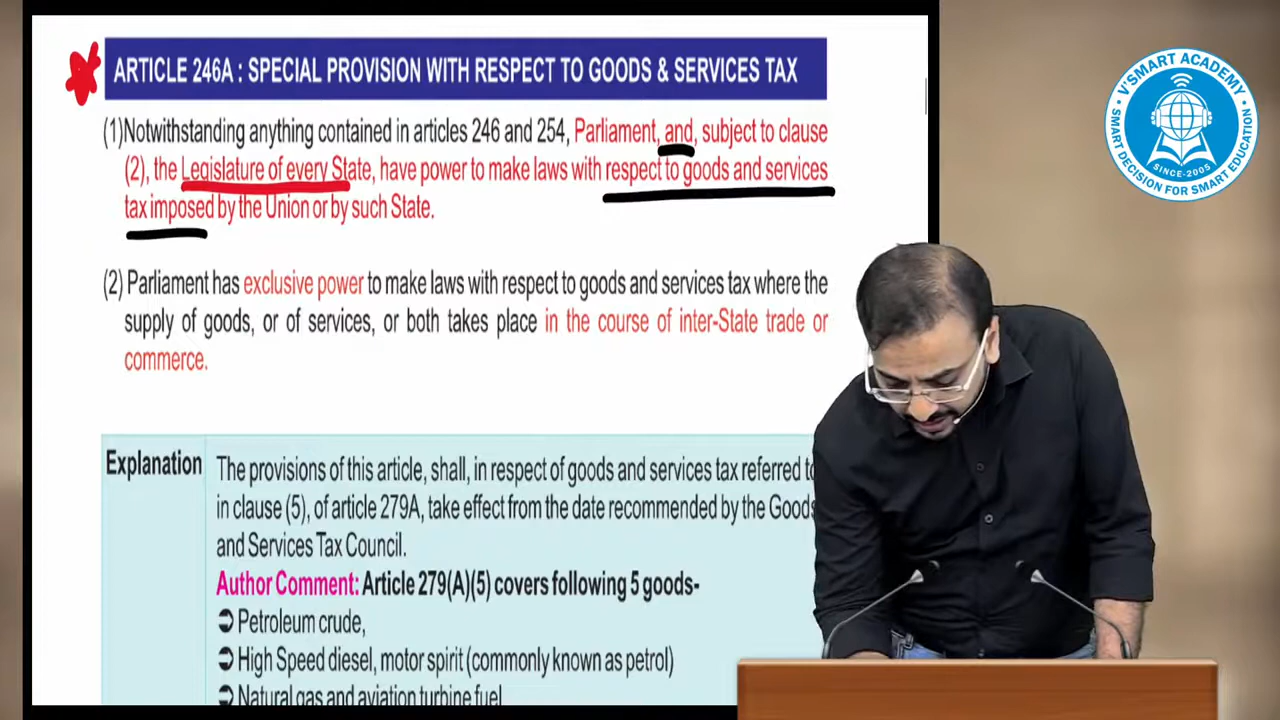 ARTICLE 246A : SPECIAL PROVISION WITH RESPECT TO GOODS & SERVICES TAX
(1)Notwithstanding anything contained in articles 246 and 254, Parliament, and, subject to clause
(2), the Legislature of every State, have power to make laws with respect to goods and services
tax imposed by the Union or by such State.
(2) Parliament has exclusive power to make laws with respect to goods and services tax where the
supply of goods, or of services, or both takes place in the course of inter-State trade or
commerce.
Explanation
The provisions of this article, shall, in respect of goods and services tax referred to
in clause (5), of article 279A, take effect from the date recommended by the Goods
and Services Tax Council.
Author Comment: Article 279(A)(5) covers following 5 goods-
➲ Petroleum crude,
➲ High Speed diesel, motor spirit (commonly known as petrol)
➲ Natural gas and aviation turbine fuel
V'SMART ACADEMY
SINCE-2005
SMART DECISION FOR SMART EDUCATION